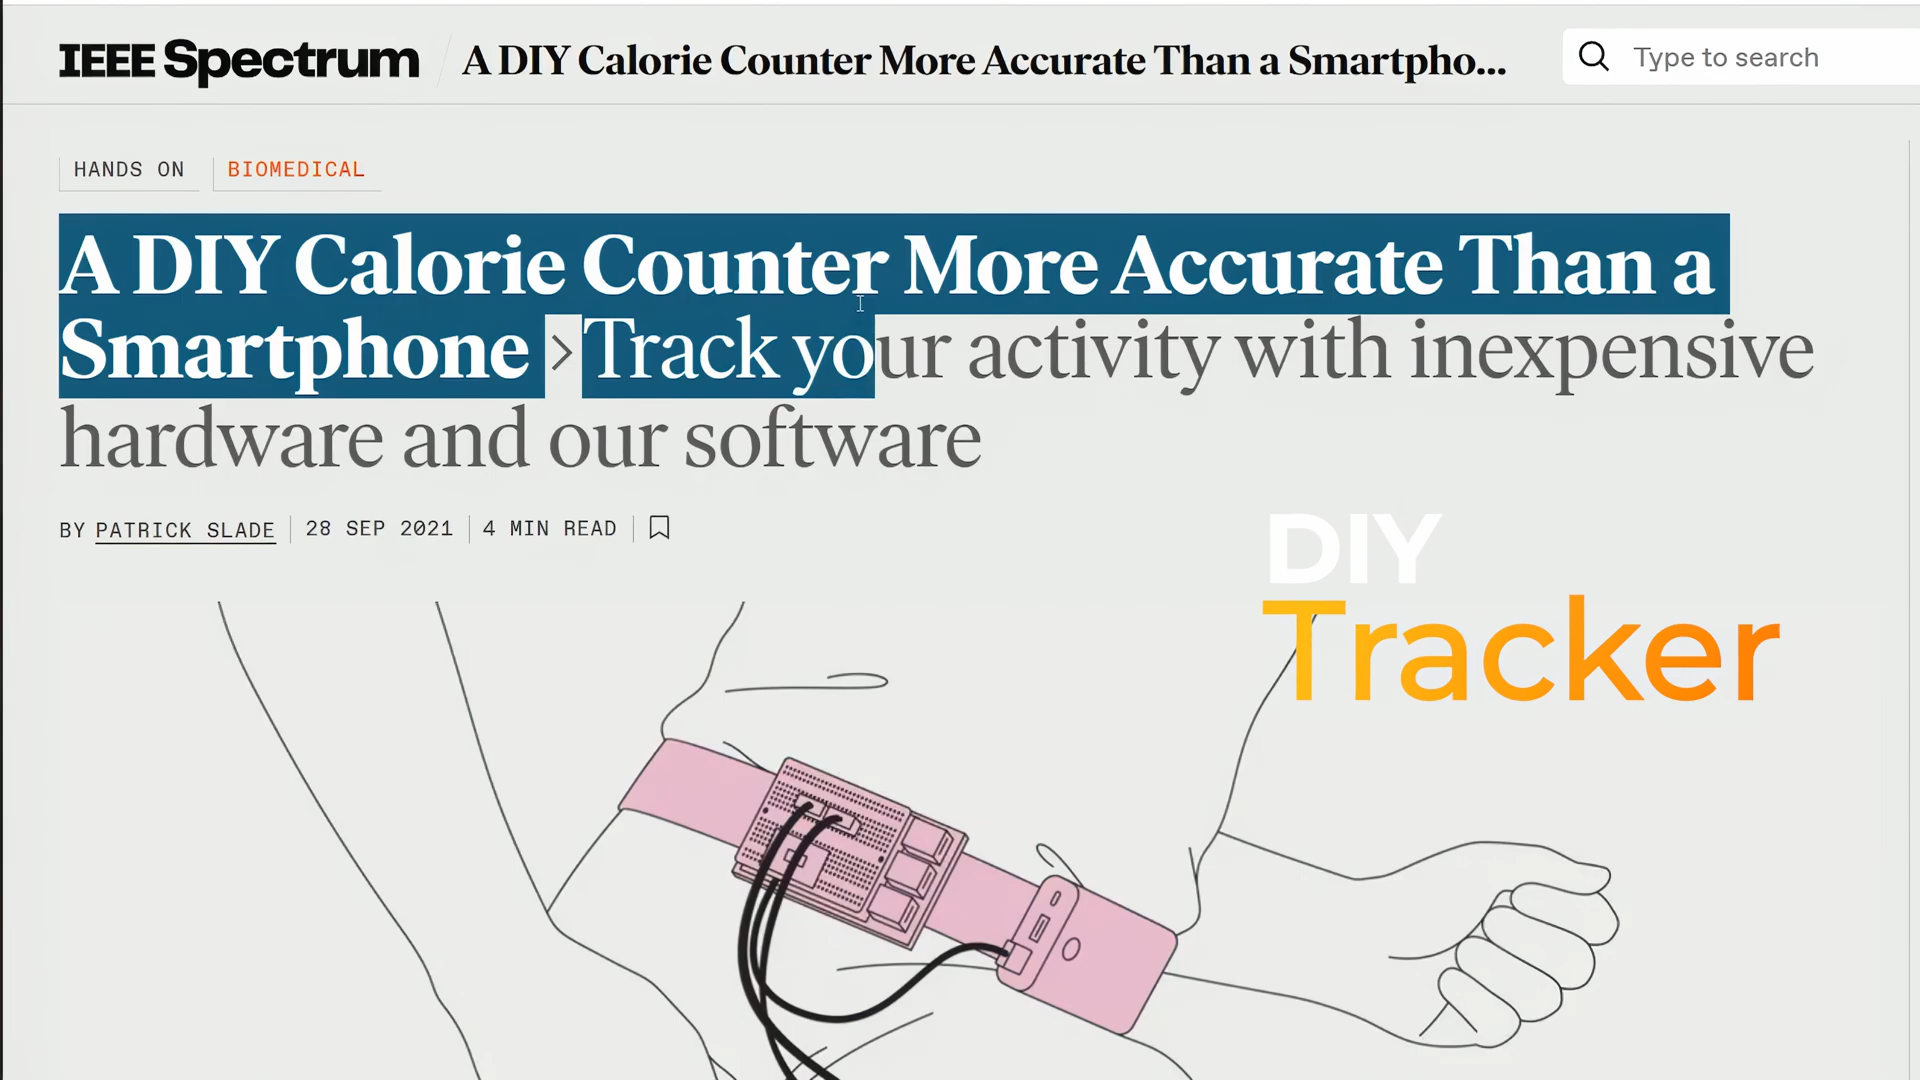 IEEE Spectrum
A DIY Calorie Counter More Accurate Than a Smartpho...
Type to search
HANDS ON
BIOMEDICAL
A DIY Calorie Counter More Accurate Than a
Smartphone > Track your activity with inexpensive
hardware and our software
BY PATRICK SLADE
28 SEP 2021
4 MIN READ
DIY
Tracker